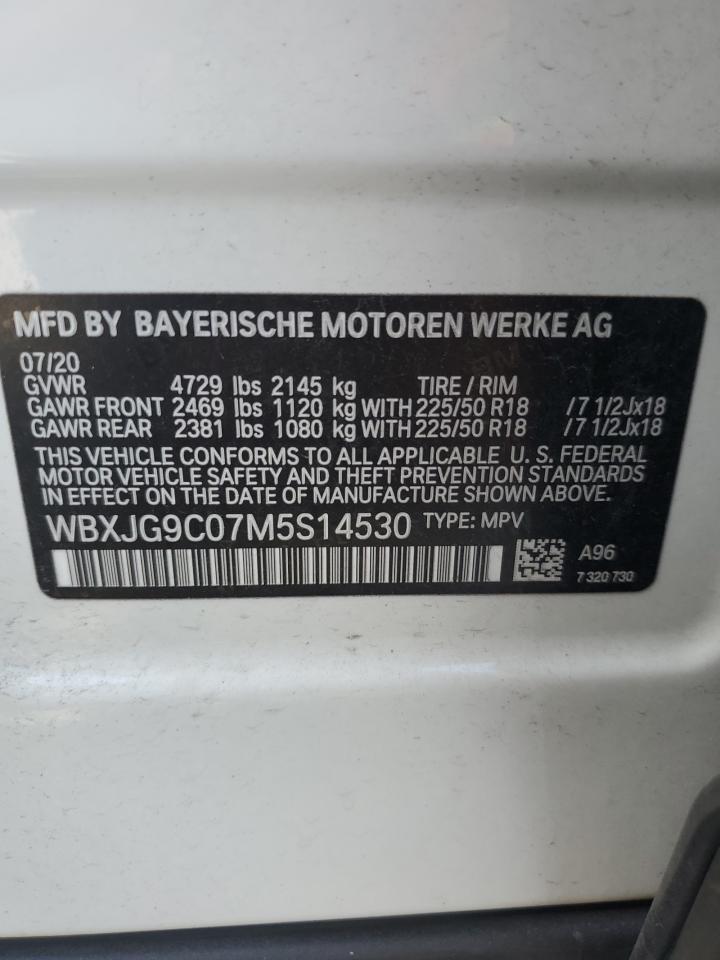 MFD BY BAYERISCHE MOTOREN WERKE AG
07/20
GVWR 4729 lbs 2145 kg TIRE / RIM
GAWR FRONT 2469 lbs 1120 kg WITH 225/50 R18 / 7 1/2Jx18
GAWR REAR 2381 lbs 1080 kg WITH 225/50 R18 / 7 1/2Jx18
THIS VEHICLE CONFORMS TO ALL APPLICABLE U. S. FEDERAL
MOTOR VEHICLE SAFETY AND THEFT PREVENTION STANDARDS
IN EFFECT ON THE DATE OF MANUFACTURE SHOWN ABOVE.
WBXJG9C07M5S14530 TYPE: MPV
A96
7 320 730